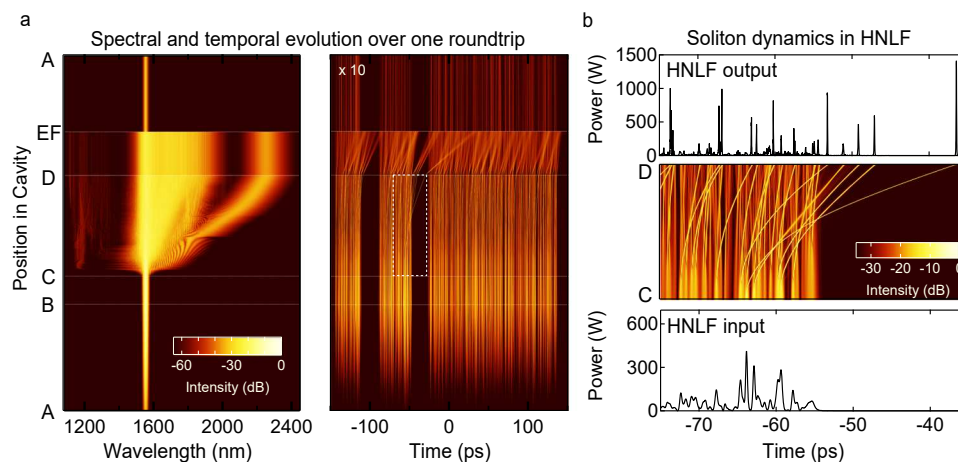 a
Spectral and temporal evolution over one roundtrip
Position in Cavity
A
EF
D
C
B
A
-60 -30 0
Intensity (dB)
1200 1600 2000 2400
Wavelength (nm)
x 10
-100 0 100
Time (ps)
b
Soliton dynamics in HNLF
HNLF output
Power (W)
1500
1000
500
0
D
C
-30 -20 -10 0
Intensity (dB)
HNLF input
Power (W)
600
300
0
-70 -60 -50 -40
Time (ps)